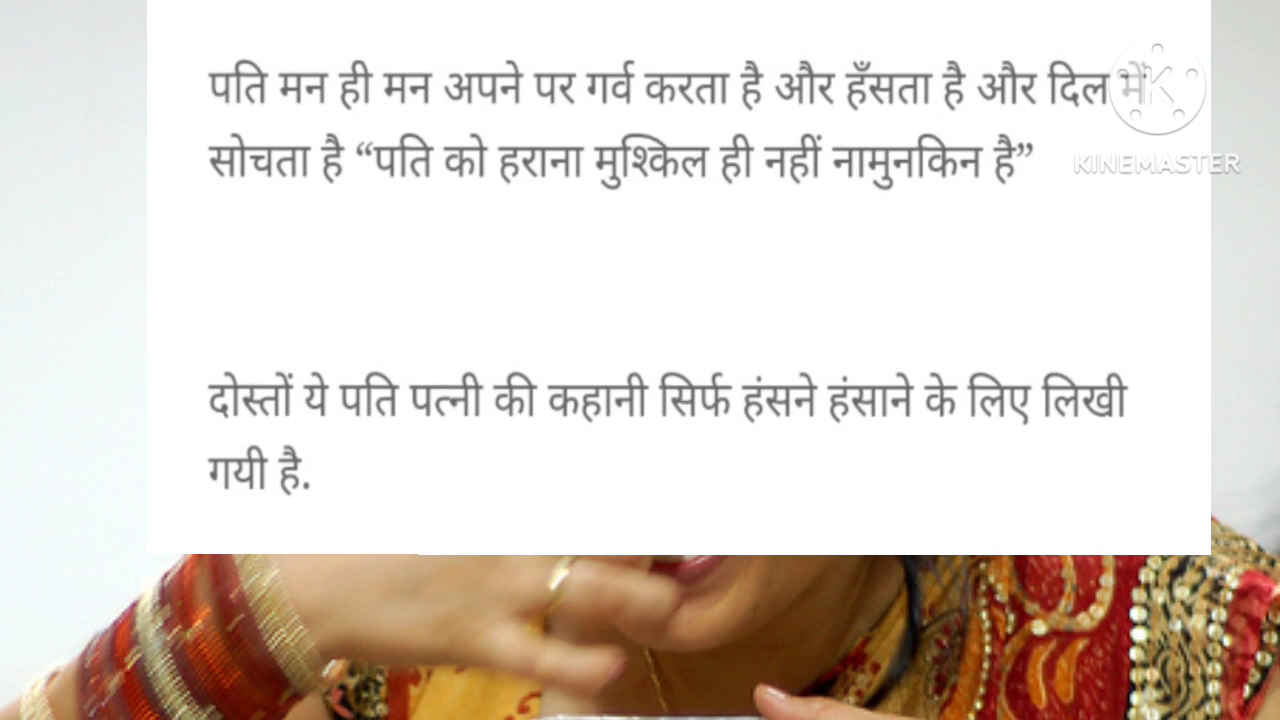 पति मन ही मन अपने पर गर्व करता है और हँसता है और दिल में
सोचता है “पति को हराना मुश्किल ही नहीं नामुनकिन है”
KINEMASTER
दोस्तों ये पति पत्नी की कहानी सिर्फ हंसने हंसाने के लिए लिखी
गयी है.